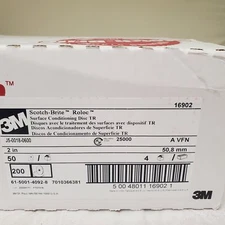 ™
16902
3M
Scotch-Brite™ Roloc™
Surface Conditioning Disc TR
Disques avec le traitement des surfaces avec dispositif TR
Discos Acondicionadores de Superficie TR
Discos de Condicionamento de Superfície TR
25000
A VFN
2 in
50,8 mm
50
4
200
61-5001-4092-6
7010366381
5 00 48011 16902 1
3M